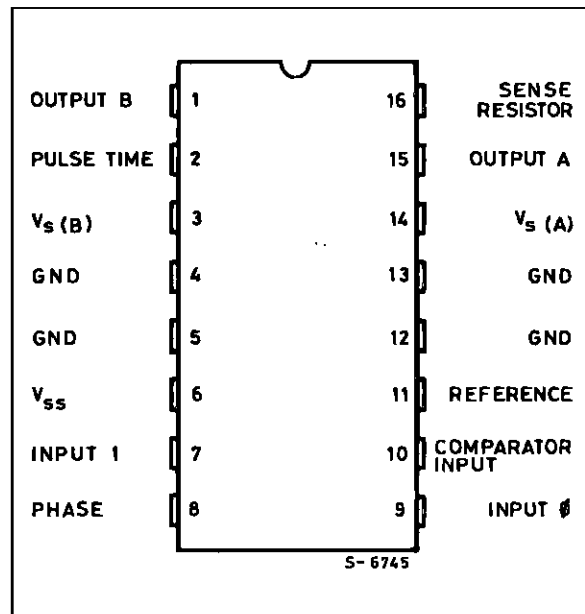 OUTPUT B 1 16 SENSE RESISTOR
PULSE TIME 2 15 OUTPUT A
Vs (B) 3 14 Vs (A)
GND 4 13 GND
GND 5 12 GND
Vss 6 11 REFERENCE
INPUT 1 7 10 COMPARATOR INPUT
PHASE 8 9 INPUT 0
S-6745